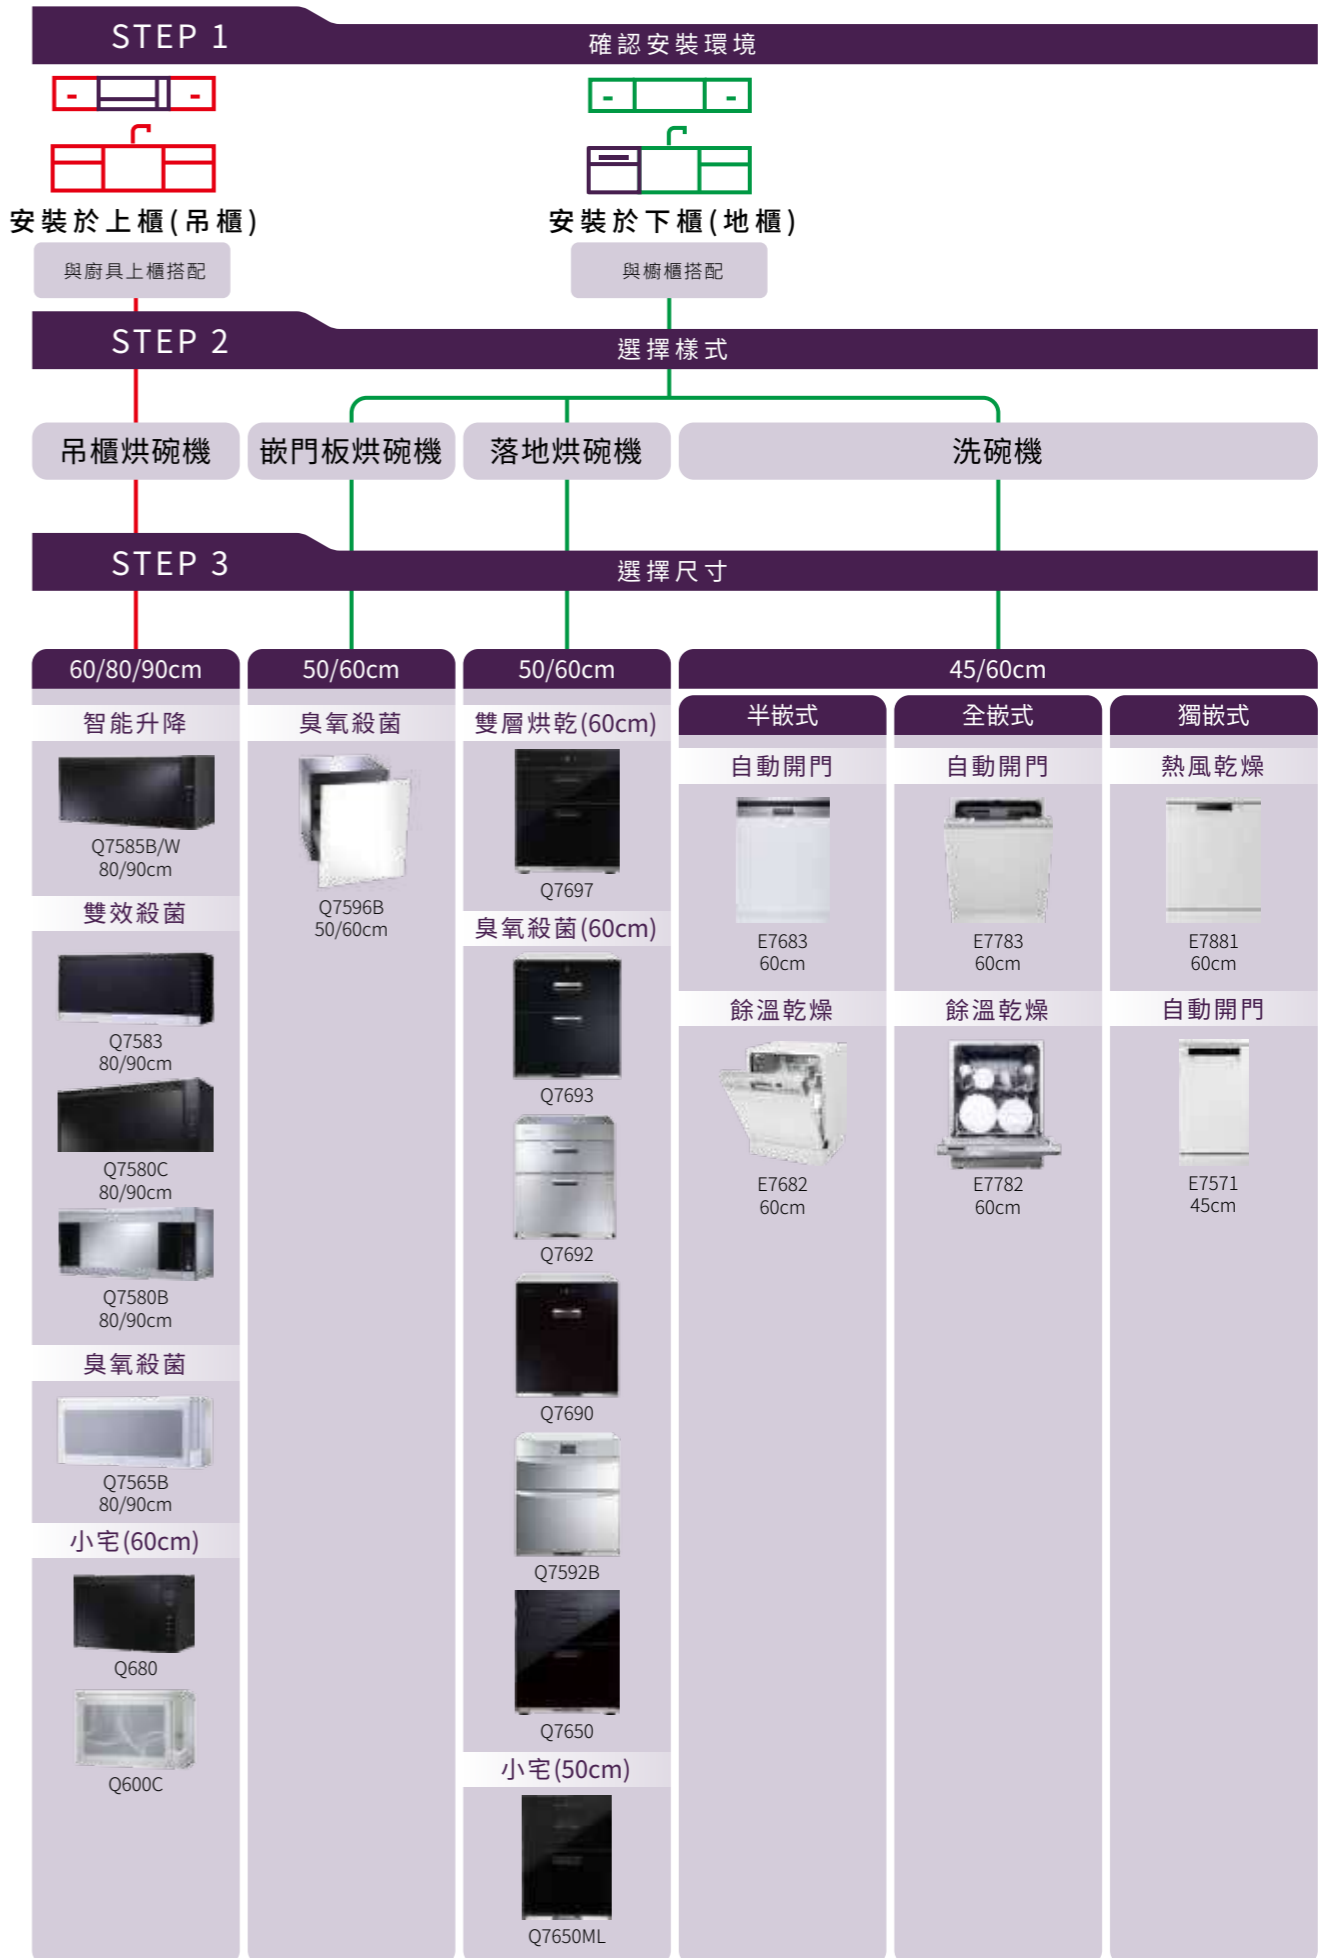 STEP 1
確認安裝環境
安裝於上櫃(吊櫃)
安裝於下櫃(地櫃)
與廚具上櫃搭配
與櫥櫃搭配
STEP 2
選擇樣式
吊櫃烘碗機
嵌門板烘碗機
落地烘碗機
洗碗機
STEP 3
選擇尺寸
60/80/90cm
智能升降
Q7585B/W
80/90cm
雙效殺菌
Q7583
80/90cm
Q7580C
80/90cm
Q7580B
80/90cm
臭氧殺菌
Q7565B
80/90cm
小宅(60cm)
Q680
Q600C
50/60cm
臭氧殺菌
Q7596B
50/60cm
50/60cm
雙層烘乾(60cm)
Q7697
臭氧殺菌(60cm)
Q7693
Q7692
Q7690
Q7592B
Q7650
小宅(50cm)
Q7650ML
45/60cm
半嵌式
自動開門
E7683
60cm
餘溫乾燥
E7682
60cm
全嵌式
自動開門
E7783
60cm
餘溫乾燥
E7782
60cm
獨嵌式
熱風乾燥
E7881
60cm
自動開門
E7571
45cm